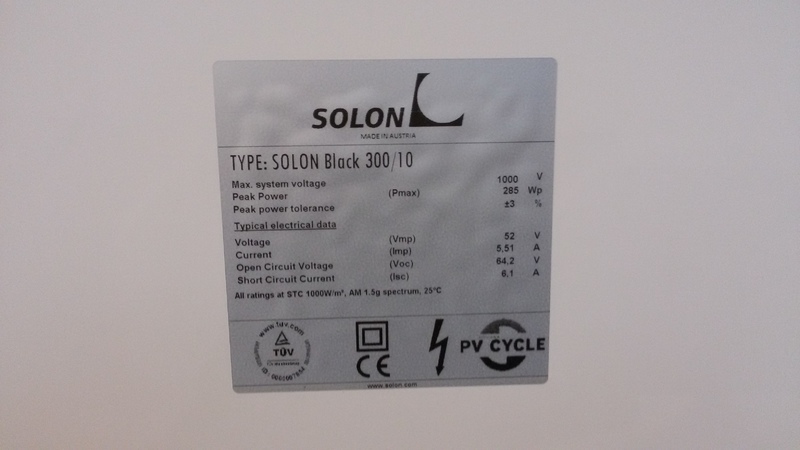 SOLON
MADE IN AUSTRIA
TYPE: SOLON Black 300/10
Max. system voltage 1000 V
Peak Power (Pmax) 285 Wp
Peak power tolerance ±3 %
Typical electrical data
Voltage (Vmp) 52 V
Current (Imp) 5,51 A
Open Circuit Voltage (Voc) 64,2 V
Short Circuit Current (Isc) 6,1 A
All ratings at STC 1000W/m², AM 1.5g spectrum, 25°C
www.tuv.com
TÜV
CE
PV CYCLE
www.solon.com